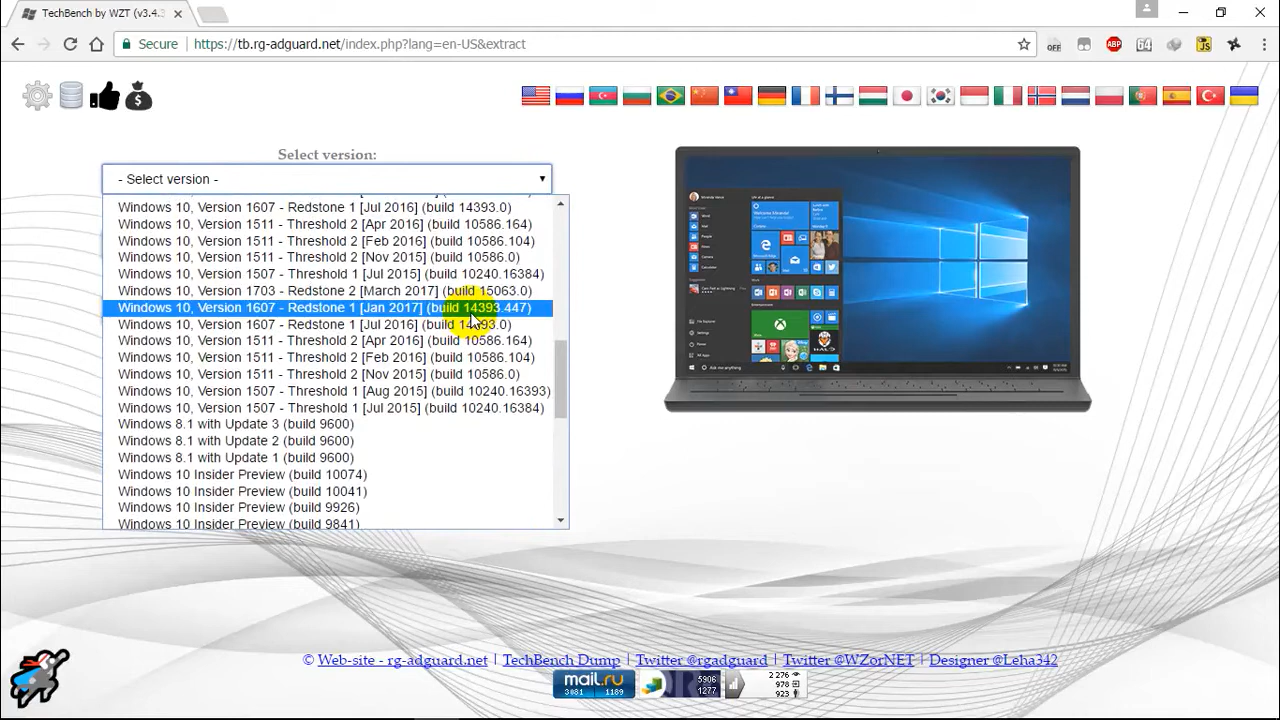 TechBench by WZT (v3.4.3
Secure
https://tb.rg-adguard.net/index.php?lang=en-US&extract
OFF
ABP
64
JS
Select version:
- Select version -
Windows 10, Version 1607 - Redstone 1 [Jul 2016] (build 14393.0)
Windows 10, Version 1511 - Threshold 2 [Apr 2016] (build 10586.164)
Windows 10, Version 1511 - Threshold 2 [Feb 2016] (build 10586.104)
Windows 10, Version 1511 - Threshold 2 [Nov 2015] (build 10586.0)
Windows 10, Version 1507 - Threshold 1 [Jul 2015] (build 10240.16384)
Windows 10, Version 1703 - Redstone 2 [March 2017] (build 15063.0)
Windows 10, Version 1607 - Redstone 1 [Jan 2017] (build 14393.447)
Windows 10, Version 1607 - Redstone 1 [Jul 2016] (build 14393.0)
Windows 10, Version 1511 - Threshold 2 [Apr 2016] (build 10586.164)
Windows 10, Version 1511 - Threshold 2 [Feb 2016] (build 10586.104)
Windows 10, Version 1511 - Threshold 2 [Nov 2015] (build 10586.0)
Windows 10, Version 1507 - Threshold 1 [Aug 2015] (build 10240.16393)
Windows 10, Version 1507 - Threshold 1 [Jul 2015] (build 10240.16384)
Windows 8.1 with Update 3 (build 9600)
Windows 8.1 with Update 2 (build 9600)
Windows 8.1 with Update 1 (build 9600)
Windows 10 Insider Preview (build 10074)
Windows 10 Insider Preview (build 10041)
Windows 10 Insider Preview (build 9926)
Windows 10 Insider Preview (build 9841)
© Web-site - rg-adguard.net | TechBench Dump | Twitter @rgadguard | Twitter @WZorNET | Designer @Leha342
mail.ru
3081 1189
5906
1277
2 276
978
923